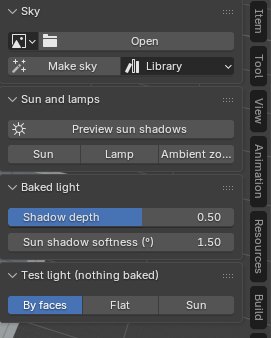 Sky
Open
Make sky
Library
Sun and lamps
Preview sun shadows
Sun
Lamp
Ambient zo...
Baked light
Shadow depth 0.50
Sun shadow softness (°) 1.50
Test light (nothing baked)
By faces
Flat
Sun
Item
Tool
View
Animation
Resources
Build